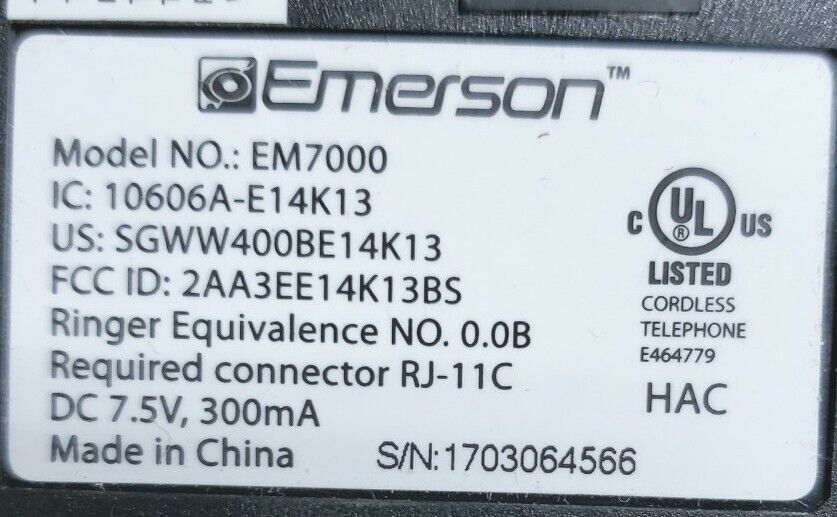 Emerson™
Model NO.: EM7000
IC: 10606A-E14K13
US: SGWW400BE14K13
FCC ID: 2AA3EE14K13BS
Ringer Equivalence NO. 0.0B
Required connector RJ-11C
DC 7.5V, 300mA
Made in China
S/N:1703064566
C UL® US
LISTED
CORDLESS
TELEPHONE
E464779
HAC